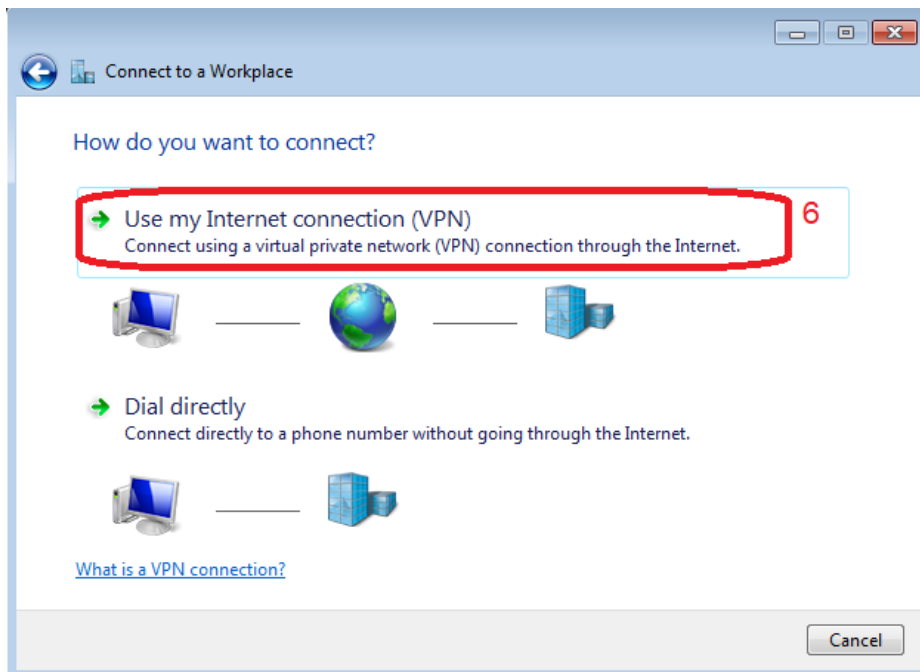 Connect to a Workplace
How do you want to connect?
Use my Internet connection (VPN)
6
Connect using a virtual private network (VPN) connection through the Internet.
Dial directly
Connect directly to a phone number without going through the Internet.
What is a VPN connection?
Cancel